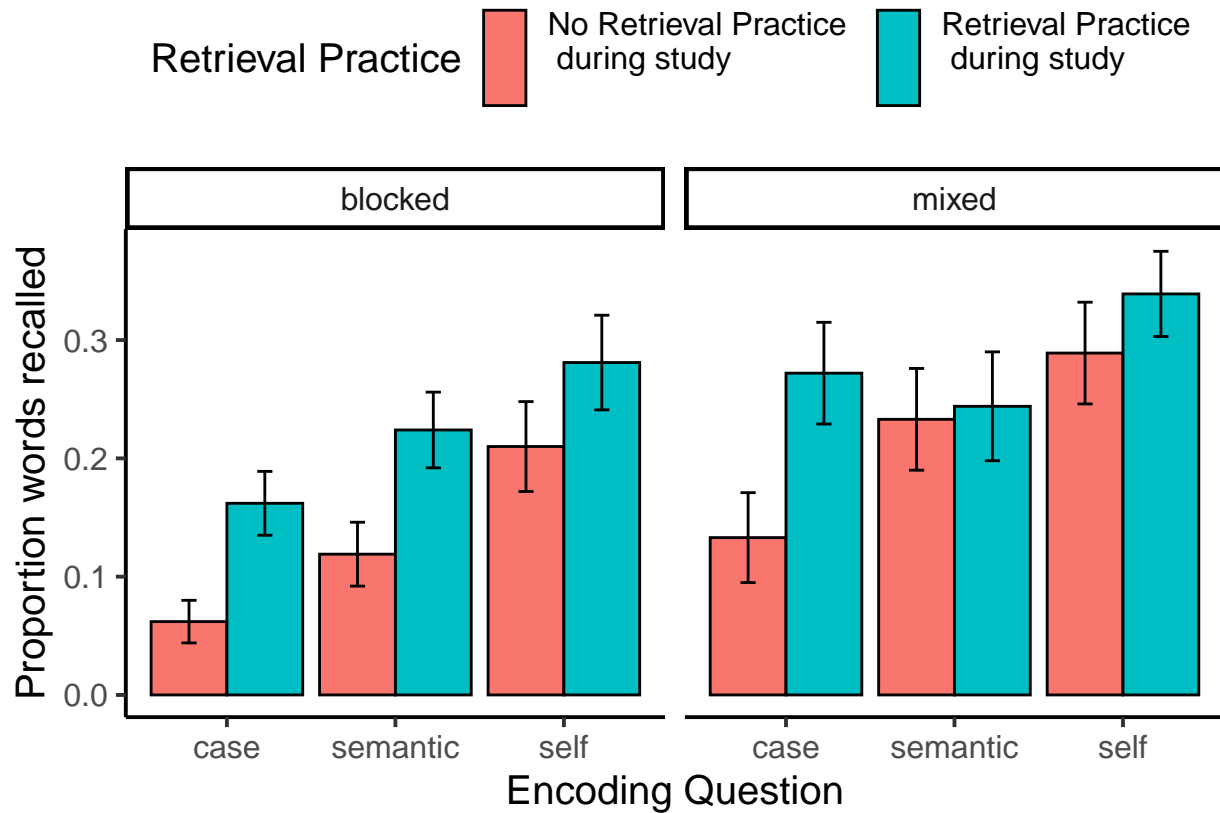 Retrieval Practice
No Retrieval Practice
during study
Retrieval Practice
during study
blocked
mixed
Proportion words recalled
0.3
0.2
0.1
0.0
case
semantic
self
case
semantic
self
Encoding Question